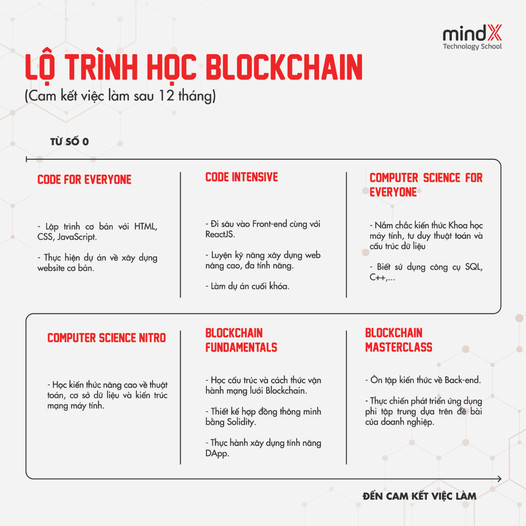 mindX
Technology School
LỘ TRÌNH HỌC BLOCKCHAIN
(Cam kết việc làm sau 12 tháng)
TỪ SỐ 0
CODE FOR EVERYONE
- Lập trình cơ bản với HTML,
CSS, JavaScript.
- Thực hiện dự án về xây dựng
website cơ bản.
CODE INTENSIVE
- Đi sâu vào Front-end cùng với
ReactJS.
- Luyện kỹ năng xây dựng web
nâng cao, đa tính năng.
- Làm dự án cuối khóa.
COMPUTER SCIENCE FOR
EVERYONE
- Nắm chắc kiến thức Khoa học
máy tính, tư duy thuật toán và
cấu trúc dữ liệu
- Biết sử dụng công cụ SQL,
C++,...
COMPUTER SCIENCE NITRO
- Học kiến thức nâng cao về thuật
toán, cơ sở dữ liệu và kiến trúc
mạng máy tính.
BLOCKCHAIN
FUNDAMENTALS
- Học cấu trúc và cách thức vận
hành mạng lưới Blockchain.
- Thiết kế hợp đồng thông minh
bằng Solidity.
- Thực hành xây dựng tính năng
DApp.
BLOCKCHAIN
MASTERCLASS
- Ôn tập kiến thức về Back-end.
- Thực chiến phát triển ứng dụng
phi tập trung dựa trên đề bài
của doanh nghiệp.
ĐẾN CAM KẾT VIỆC LÀM